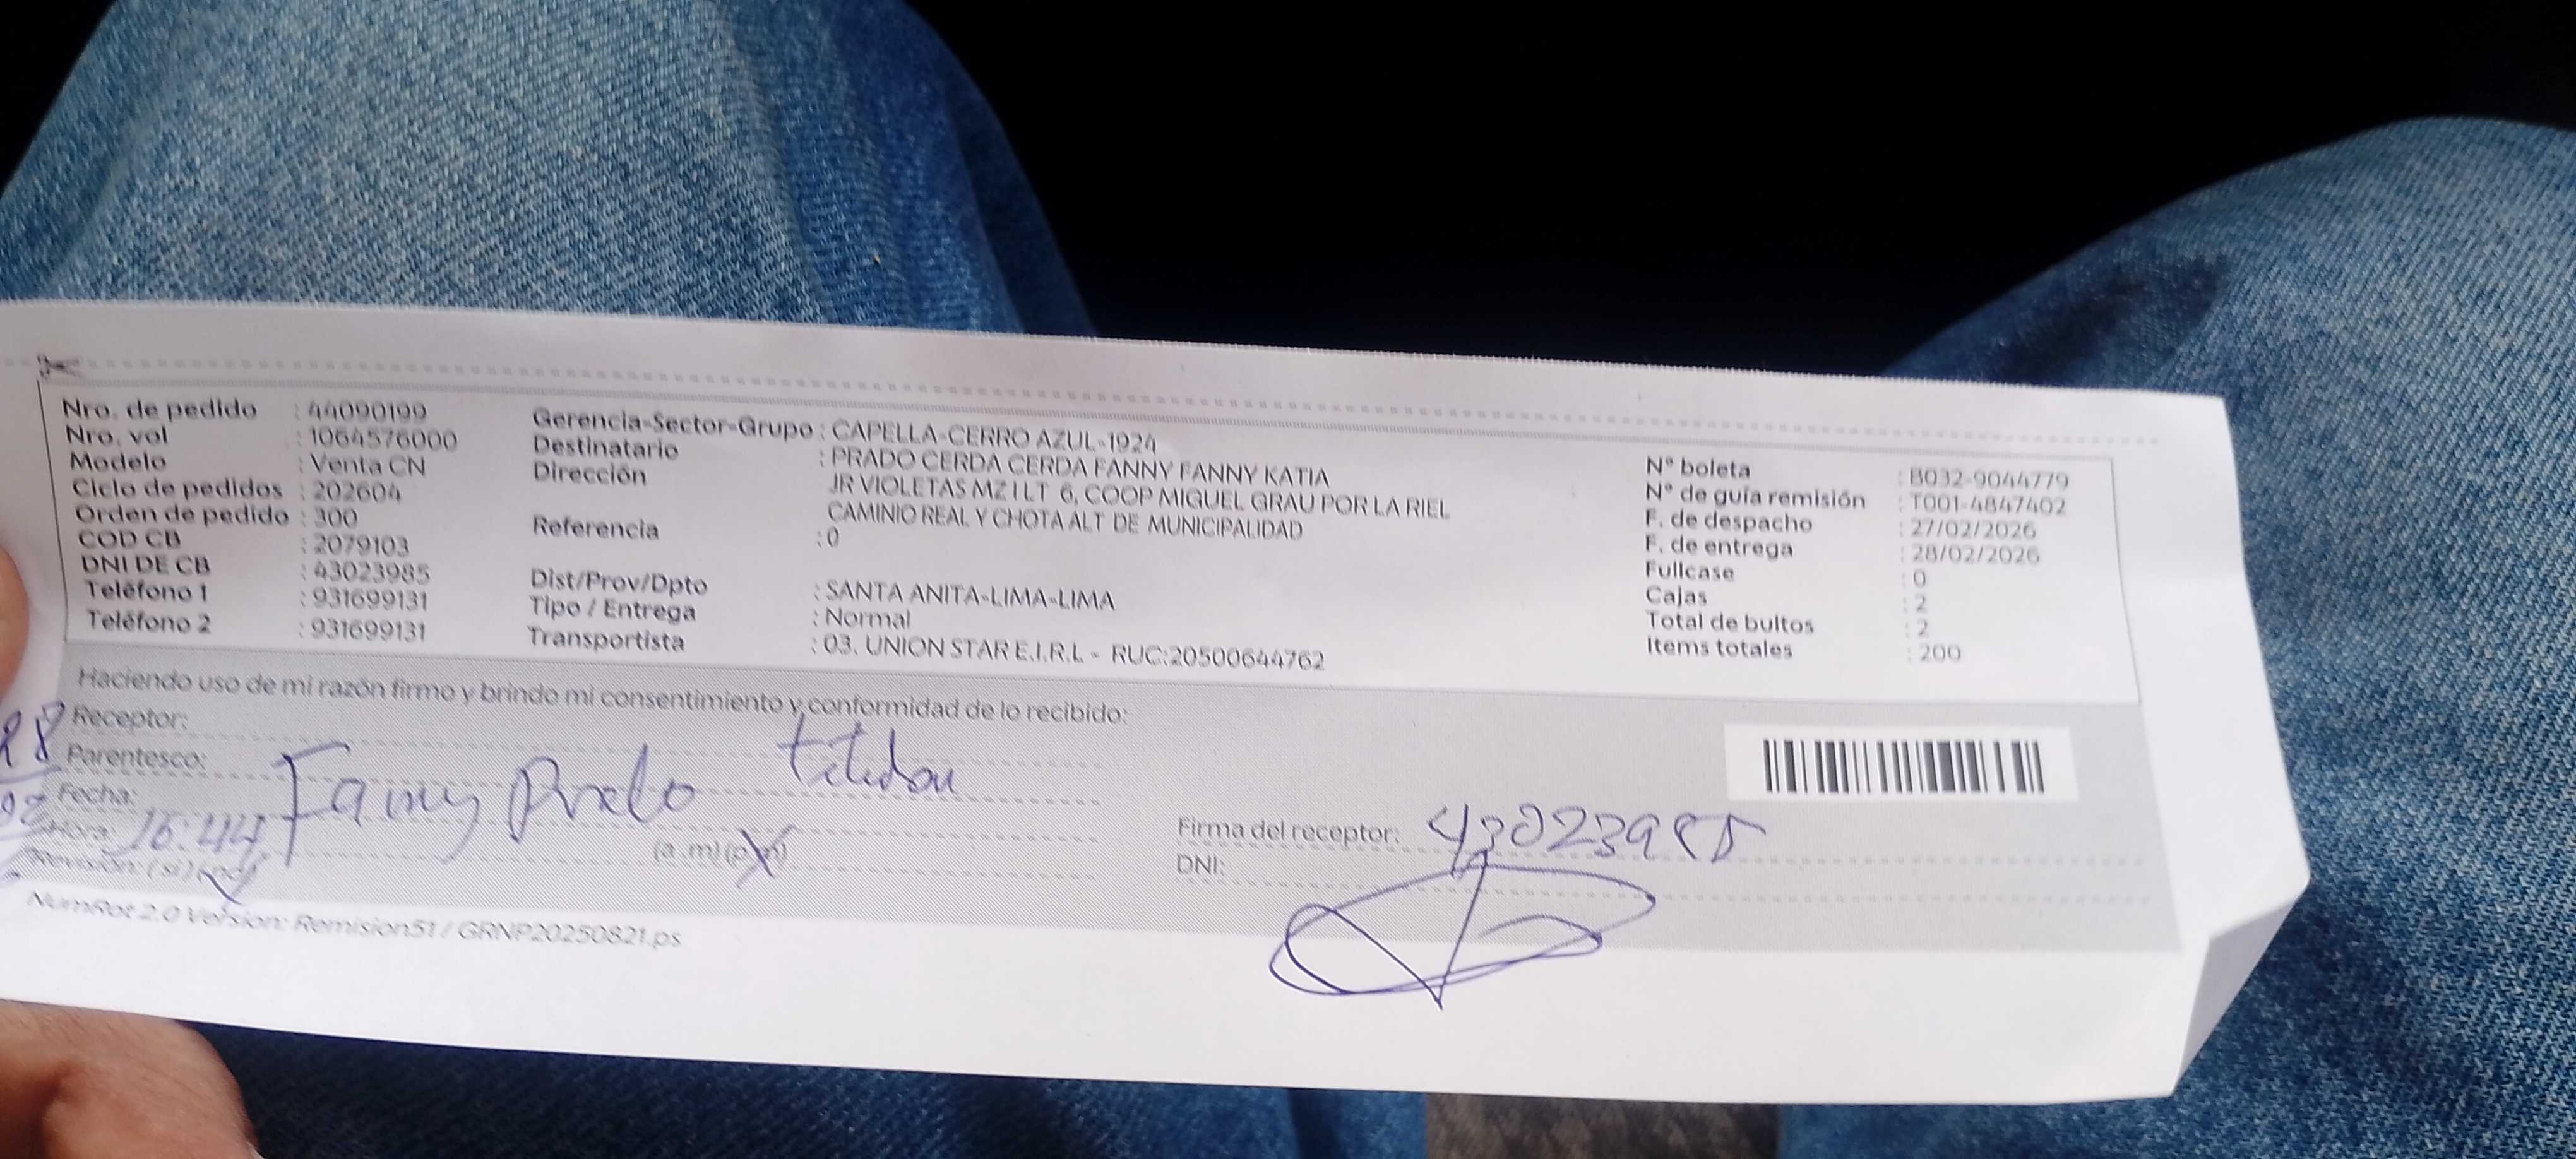 Nro. de pedido : 44090199
Nro. vol : 1064576000
Modelo : Venta CN
Ciclo de pedidos : 202604
Orden de pedido : 300
COD CB : 2079103
DNI DE CB : 43023985
Teléfono 1 : 931699131
Teléfono 2 : 931699131
Gerencia-Sector-Grupo : CAPELLA-CERRO AZUL-1924
Destinatario : PRADO CERDA CERDA FANNY FANNY KATIA
Dirección JR VIOLETAS MZ I LT 6, COOP MIGUEL GRAU POR LA RIEL
CAMINIO REAL Y CHOTA ALT DE MUNICIPALIDAD
Referencia : 0
Dist/Prov/Dpto : SANTA ANITA-LIMA-LIMA
Tipo / Entrega : Normal
Transportista : 03. UNION STAR E.I.R.L - RUC:20500644762
N° boleta : B032-9044779
N° de guía remisión : T001-4847402
F. de despacho : 27/02/2026
F. de entrega : 28/02/2026
Fullcase : 0
Cajas : 2
Total de bultos : 2
Items totales : 200
Haciendo uso de mi razón firmo y brindo mi consentimiento y conformidad de lo recibido:
Receptor:
28 Parentesco: Fanny Prado
Fecha:
Hora: 16:44 (a.m) (p.m)
Revisión: (si) (no)
Firma del receptor: 43023985
DNI:
NumRot 2.0 Version: Remision51 / GRNP20250821.ps